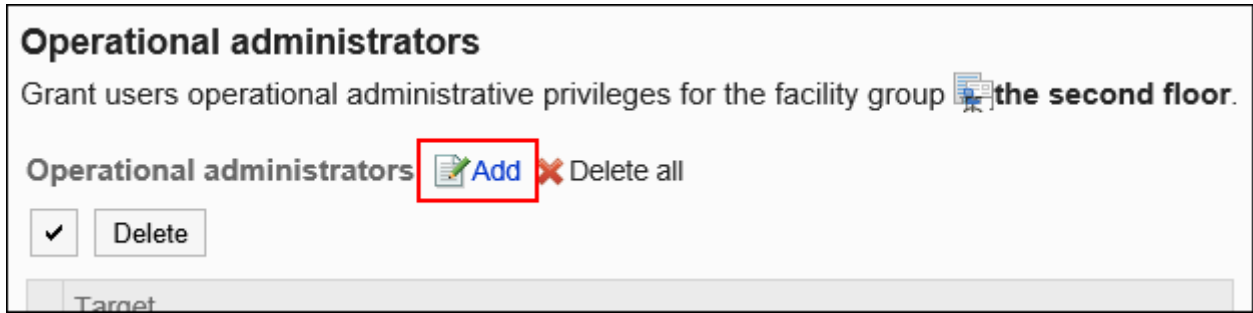 Operational administrators
Grant users operational administrative privileges for the facility group the second floor.
Operational administrators Add Delete all
Delete
Target